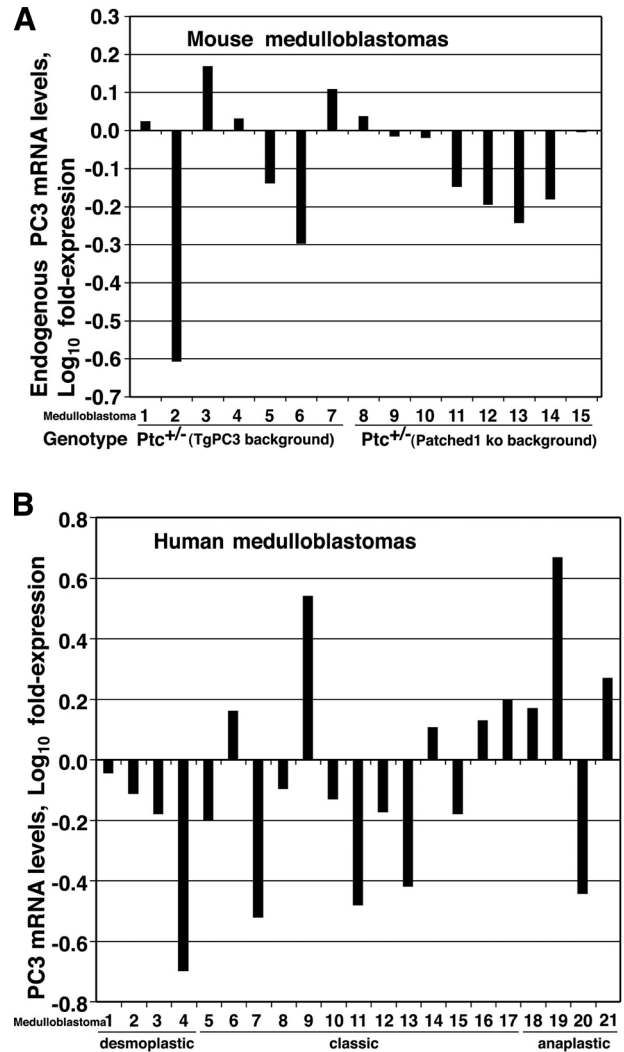 A
Mouse medulloblastomas
Endogenous PC3 mRNA levels,
Log10 fold-expression
0.3
0.2
0.1
0.0
-0.1
-0.2
-0.3
-0.4
-0.5
-0.6
-0.7
Medulloblastoma 1 2 3 4 5 6 7 8 9 10 11 12 13 14 15
Genotype Ptc+/- (TgPC3 background) Ptc+/- (Patched1 ko background)
B
Human medulloblastomas
PC3 mRNA levels, Log10 fold-expression
0.8
0.6
0.4
0.2
0.0
-0.2
-0.4
-0.6
-0.8
Medulloblastoma 1 2 3 4 5 6 7 8 9 10 11 12 13 14 15 16 17 18 19 20 21
desmoplastic classic anaplastic